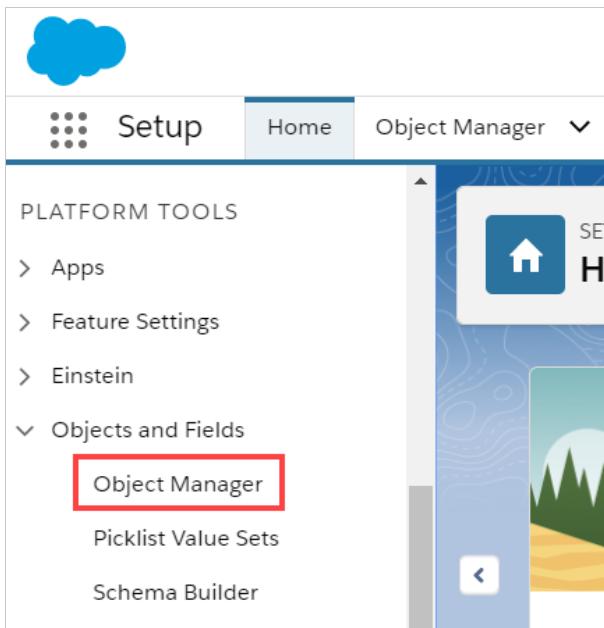 Setup Home Object Manager
SE
H
PLATFORM TOOLS
Apps
Feature Settings
Einstein
Objects and Fields
Object Manager
Picklist Value Sets
Schema Builder